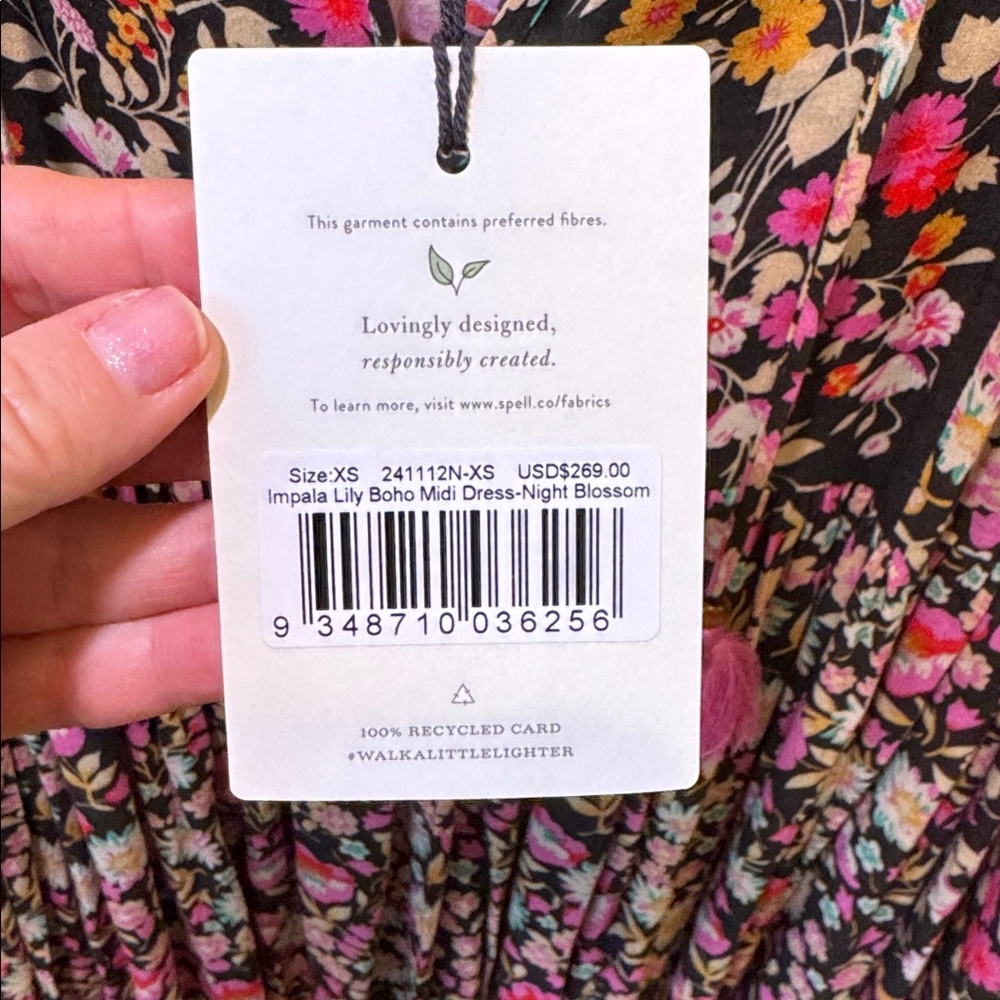 This garment contains preferred fibres.
Lovingly designed,
responsibly created.
To learn more, visit www.spell.co/fabrics
Size:XS 241112N-XS USD$269.00
Impala Lily Boho Midi Dress-Night Blossom
9 348710 036256
100% RECYCLED CARD
#WALKALITTLELIGHTER